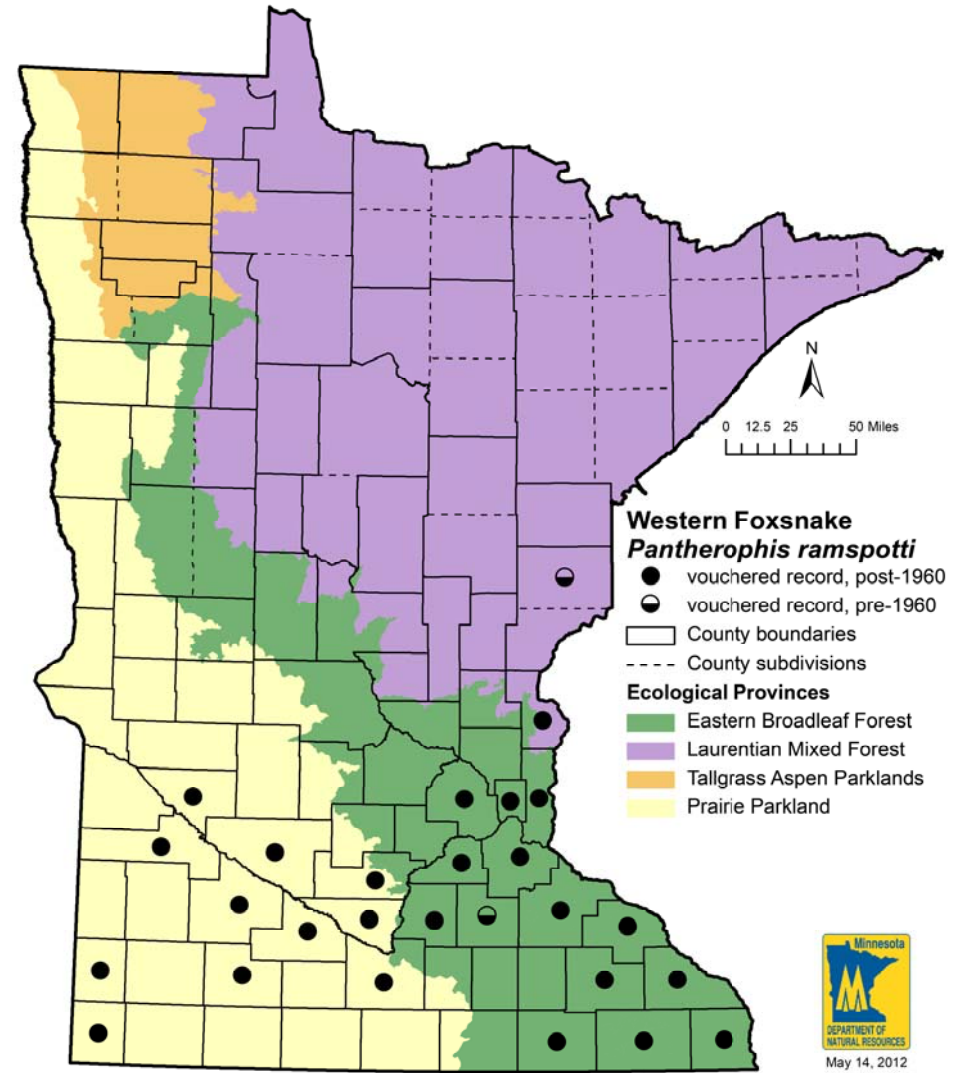 N
0 12.5 25 50 Miles
Western Foxsnake
Pantherophis ramspotti
vouchered record, post-1960
vouchered record, pre-1960
County boundaries
County subdivisions
Ecological Provinces
Eastern Broadleaf Forest
Laurentian Mixed Forest
Tallgrass Aspen Parklands
Prairie Parkland
Minnesota
M
DEPARTMENT OF
NATURAL RESOURCES
May 14, 2012